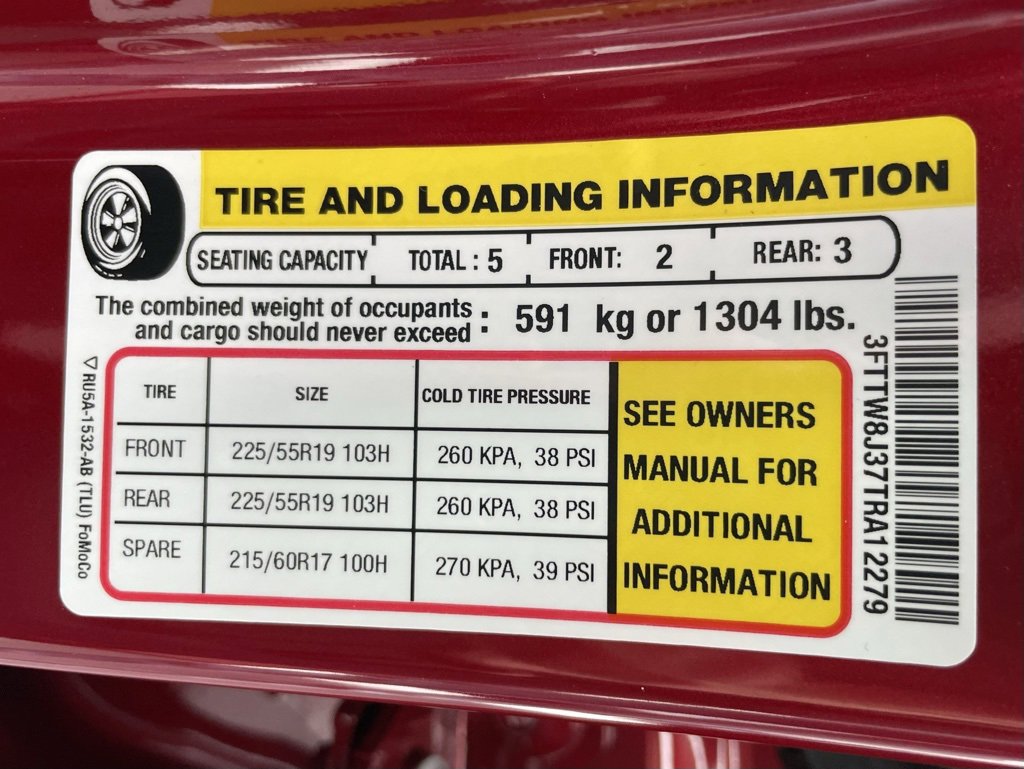 TIRE AND LOADING INFORMATION
SEATING CAPACITY TOTAL : 5 FRONT: 2 REAR: 3
The combined weight of occupants
and cargo should never exceed : 591 kg or 1304 lbs.
TIRE SIZE COLD TIRE PRESSURE
FRONT 225/55R19 103H 260 KPA, 38 PSI
REAR 225/55R19 103H 260 KPA, 38 PSI
SPARE 215/60R17 100H 270 KPA, 39 PSI
SEE OWNERS
MANUAL FOR
ADDITIONAL
INFORMATION
RU5A-1532-AB (TLU) FoMoCo
3FTTW8J37TRA12279